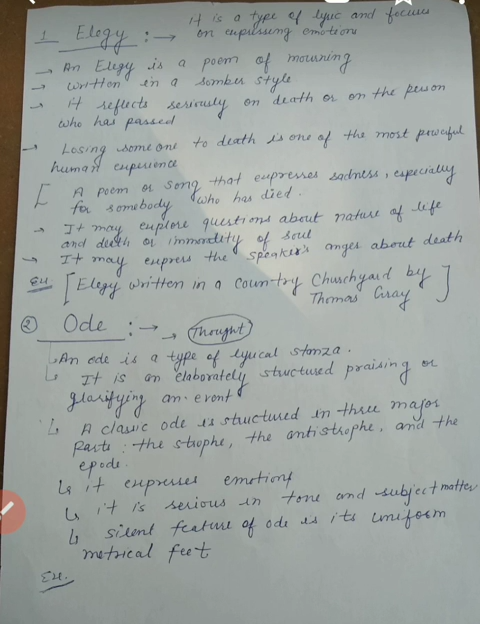 it is a type of lyric and focuses
on expressing emotions
1 Elegy :→
→ An Elegy is a poem of mourning
→ written in a somber style
→ it reflects seriously on death or on the person
who has passed
→ Losing someone to death is one of the most powerful
human experience
[ A poem or song that expresses sadness, especially
for somebody who has died.
→ It may explore questions about nature of life
and death or immortality of soul
→ It may express the speaker's anger about death
Ex [Elegy written in a country Churchyard by
Thomas Gray]
② Ode :→ → Thought
↳ An ode is a type of lyrical stanza.
↳ It is an elaborately structured praising or
glorifying an event
↳ A classic ode is structured in three major
Parts: the strophe, the antistrophe, and the
epode.
↳ it expresses emotions
↳ it is serious in tone and subject matter
↳ silent feature of ode is its uniform
metrical feet
Ex.